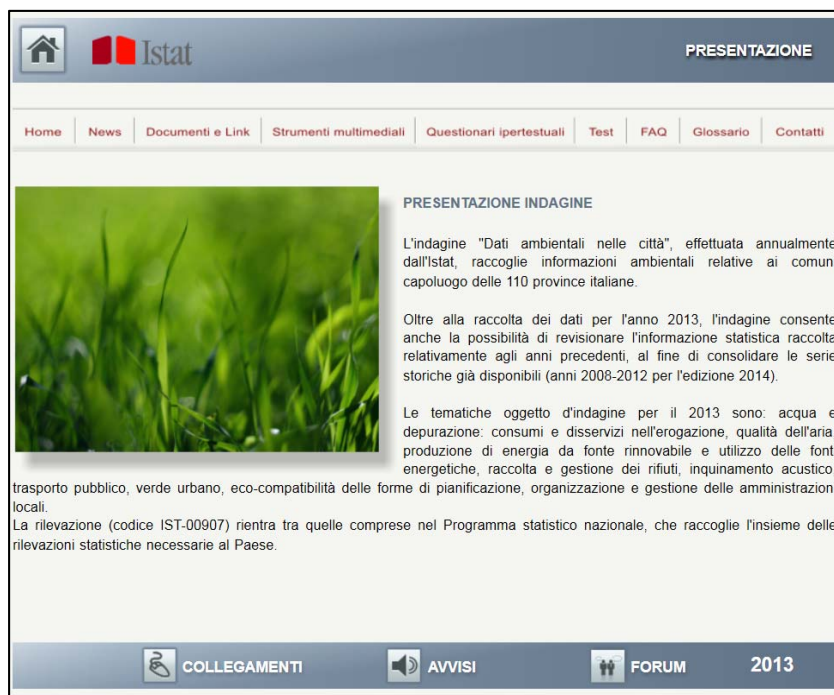 Istat
PRESENTAZIONE
Home News Documenti e Link Strumenti multimediali Questionari ipertestuali Test FAQ Glossario Contatti
PRESENTAZIONE INDAGINE
L'indagine "Dati ambientali nelle città", effettuata annualmente
dall'Istat, raccoglie informazioni ambientali relative ai comun
capoluogo delle 110 province italiane.
Oltre alla raccolta dei dati per l'anno 2013, l'indagine consente
anche la possibilità di revisionare l'informazione statistica raccolta
relativamente agli anni precedenti, al fine di consolidare le serie
storiche già disponibili (anni 2008-2012 per l'edizione 2014).
Le tematiche oggetto d'indagine per il 2013 sono: acqua e
depurazione: consumi e disservizi nell'erogazione, qualità dell'aria
produzione di energia da fonte rinnovabile e utilizzo delle font
energetiche, raccolta e gestione dei rifiuti, inquinamento acustico
trasporto pubblico, verde urbano, eco-compatibilità delle forme di pianificazione, organizzazione e gestione delle amministrazion
locali.
La rilevazione (codice IST-00907) rientra tra quelle comprese nel Programma statistico nazionale, che raccoglie l'insieme delle
rilevazioni statistiche necessarie al Paese.
COLLEGAMENTI AVVISI FORUM 2013